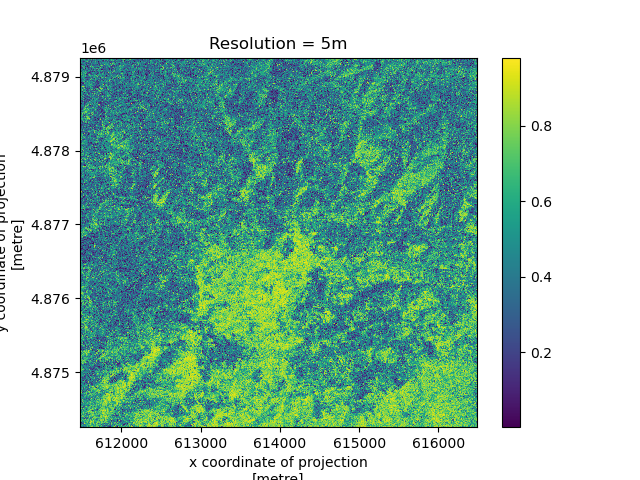 Resolution = 5m
1e6
4.879
4.878
4.877
4.876
4.875
0.8
0.6
0.4
0.2
612000 613000 614000 615000 616000
x coordinate of projection
[metre]
coordinate of projection
[metre]